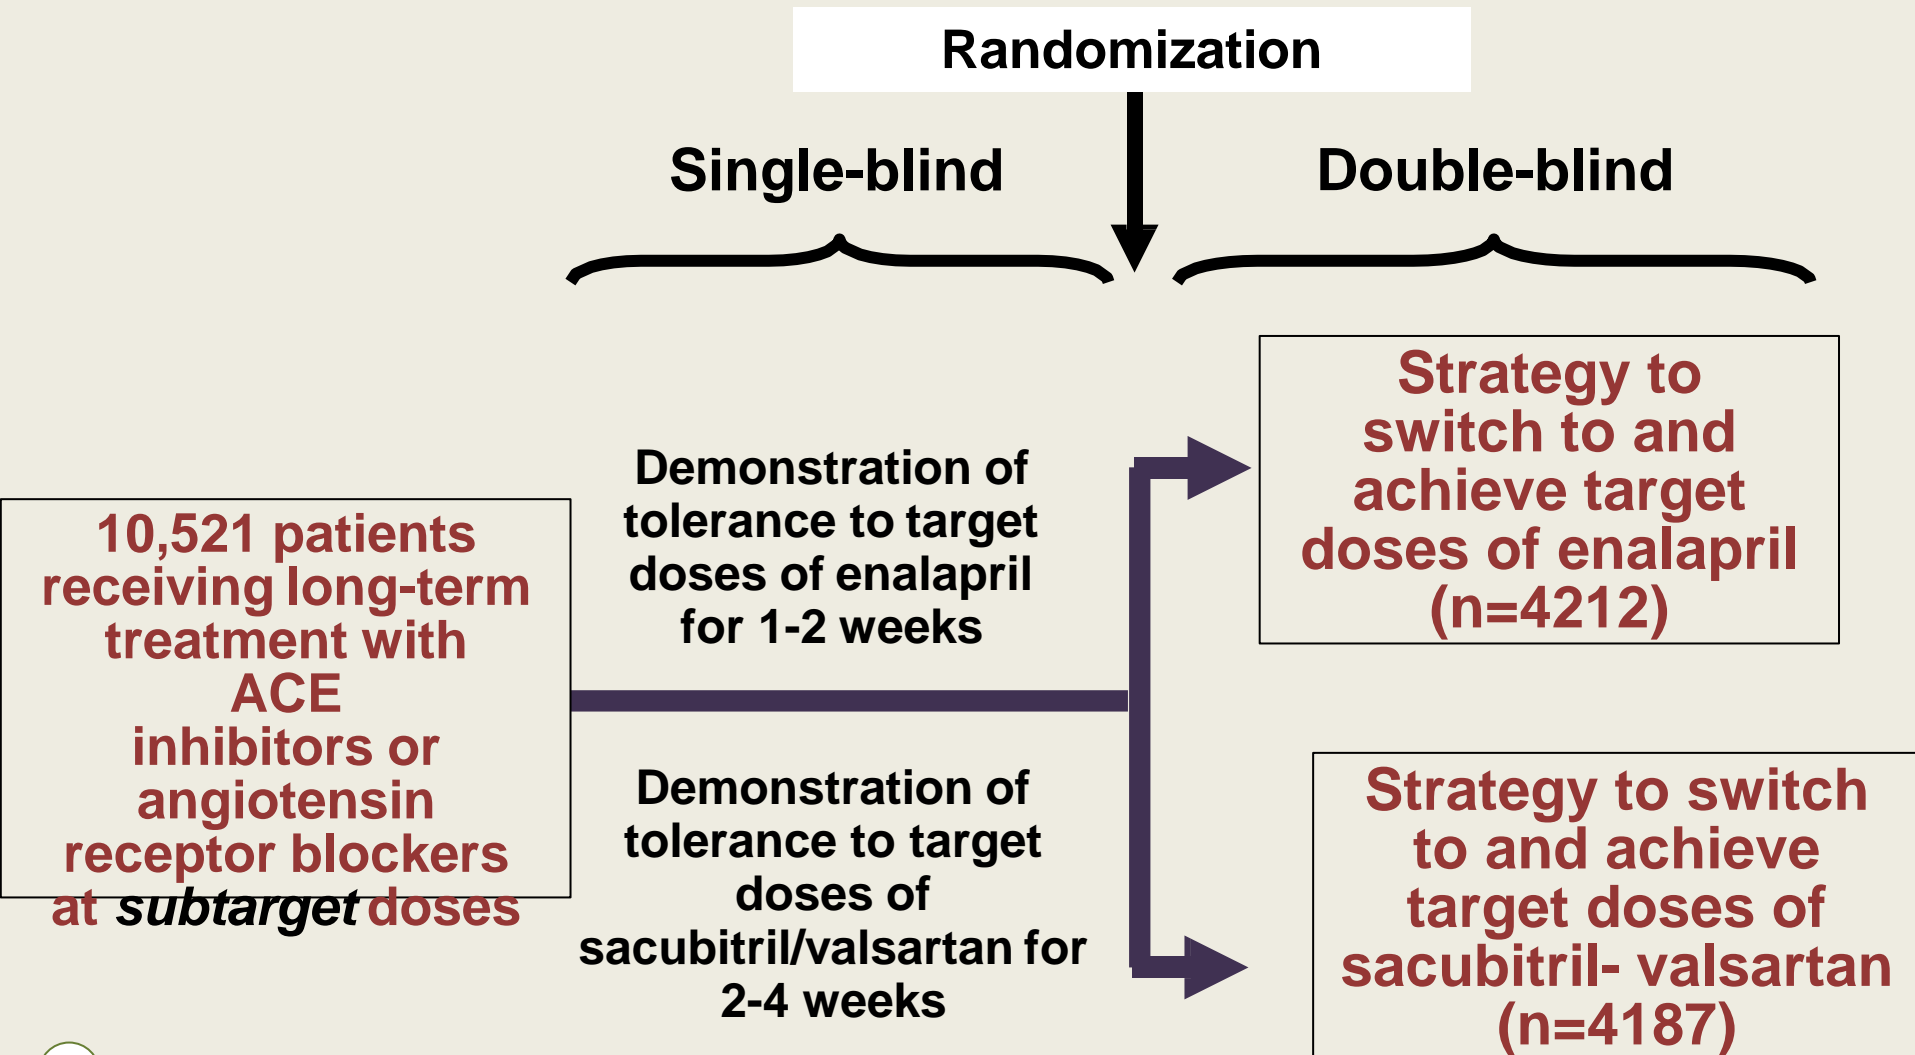 Randomization
Single-blind
Double-blind
10,521 patients
receiving long-term
treatment with
ACE
inhibitors or
angiotensin
receptor blockers
at subtarget doses
Demonstration of
tolerance to target
doses of enalapril
for 1-2 weeks
Demonstration of
tolerance to target
doses of
sacubitril/valsartan for
2-4 weeks
Strategy to
switch to and
achieve target
doses of enalapril
(n=4212)
Strategy to switch
to and achieve
target doses of
sacubitril- valsartan
(n=4187)